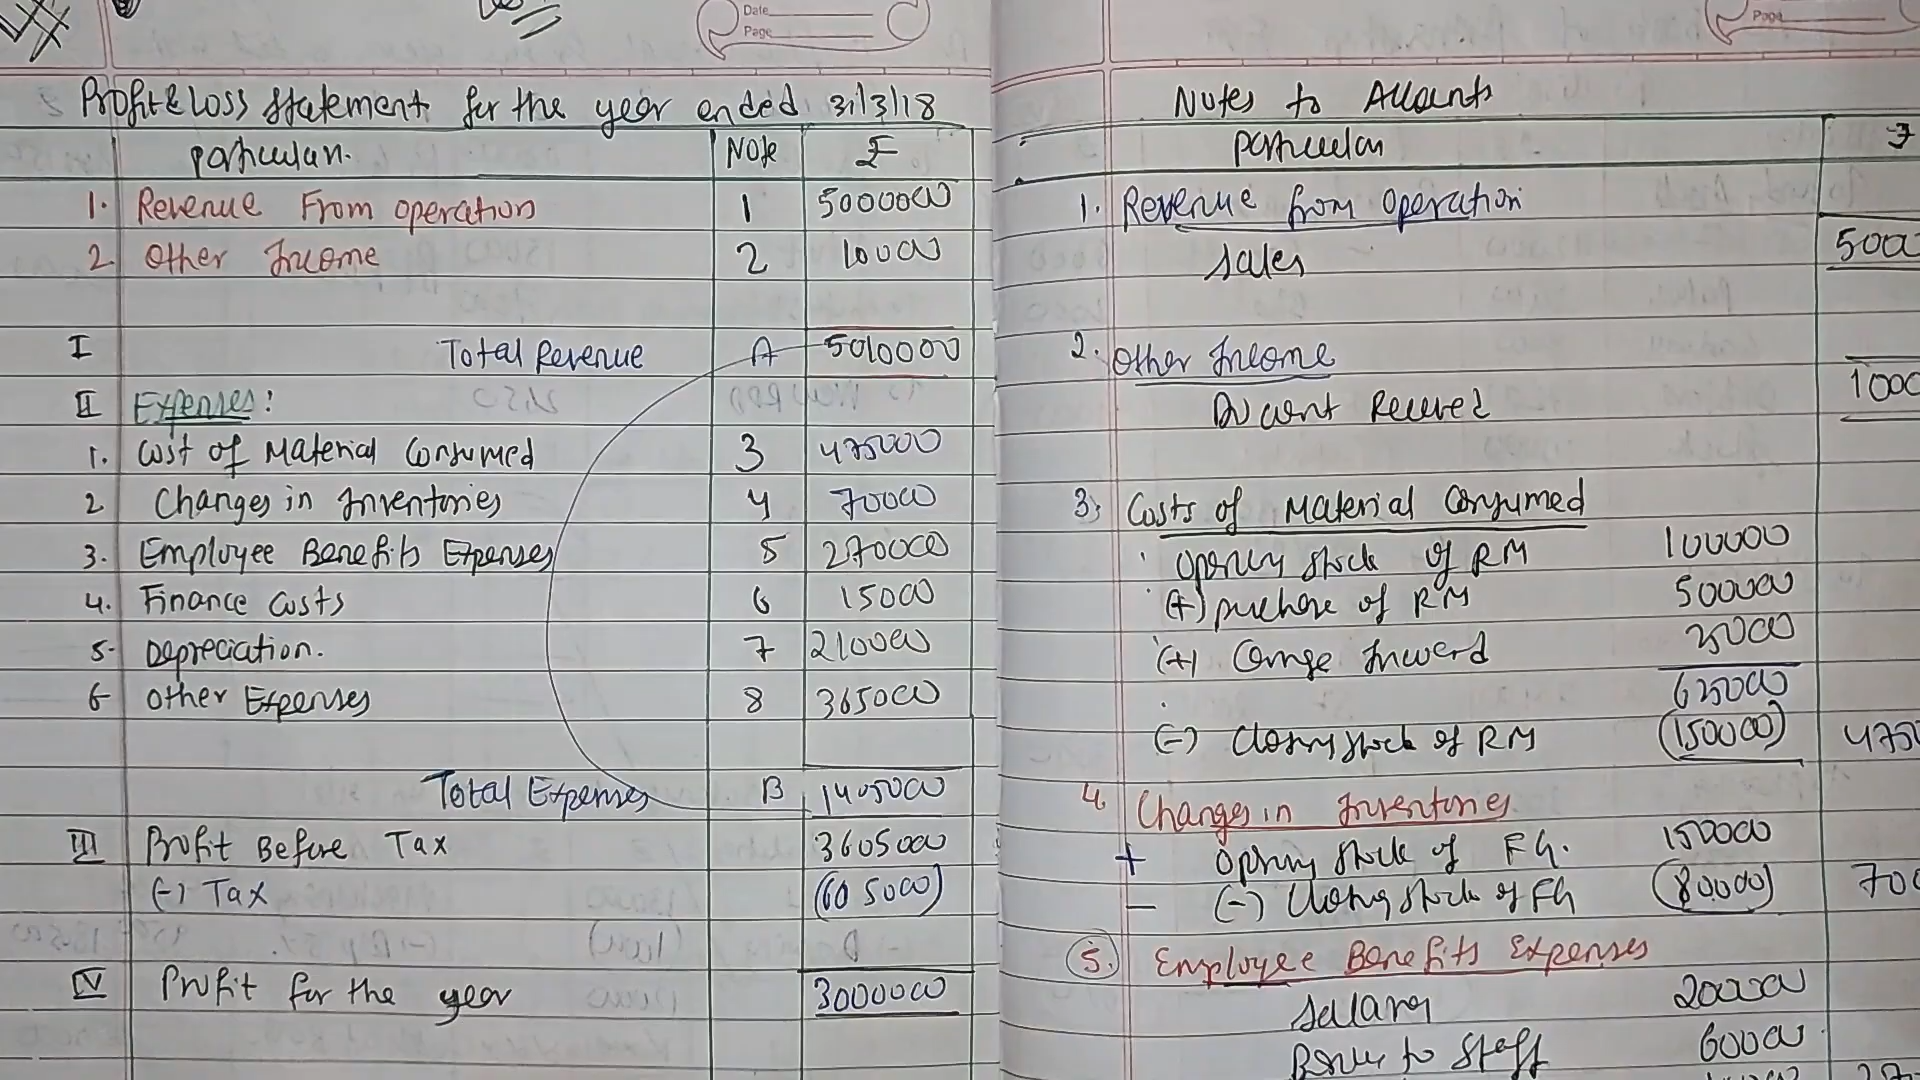 Date
Page
Profit & Loss Statement for the year ended 31/3/18
particular. Note ₹
1. Revenue From operation 1 5000000
2. Other Income 2 10000
I Total Revenue A 5010000
II Expenses:
1. Cost of Material Consumed 3 475000
2 Changes in Inventories 4 70000
3. Employee Benefits Expenses 5 270000
4. Finance Costs 6 15000
5- Depreciation. 7 210000
6- Other Expenses 8 365000
Total Expenses B 1405000
III Profit Before Tax 3605000
(-) Tax (605000)
IV Profit for the year 3000000
Page
Notes to Accounts
particular ₹
1. Revenue from operation
Sales 5000
2. Other Income
Discount Received 1000
3. Costs of Material Consumed
Opening Stock of RM 100000
(+) purchase of RM 500000
(+) Carriage Inward 25000
625000
(-) Closing stock of RM (150000) 475
4. Changes in Inventories
+ Opening Stock of FG. 150000
- (-) Closing Stock of FG (80000) 700
5. Employee Benefits Expenses
Salary 200000
Bonus to Staff 60000